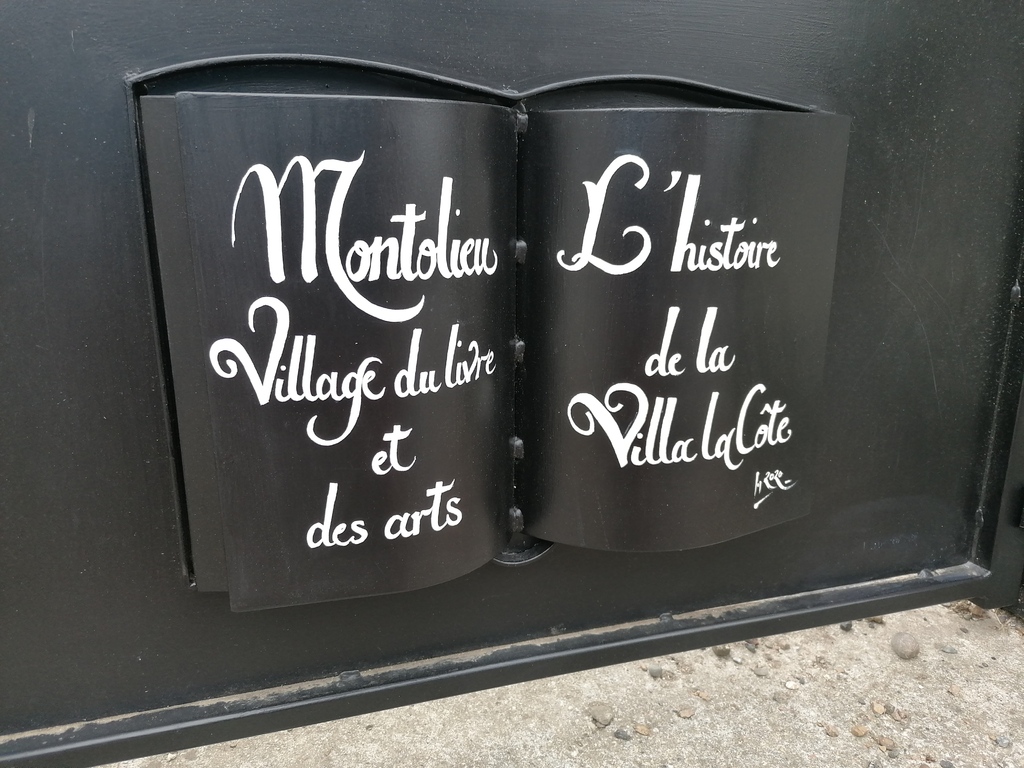 Montolieu
Village du livre
et
des arts
L'histoire
de la
Villa la Côte